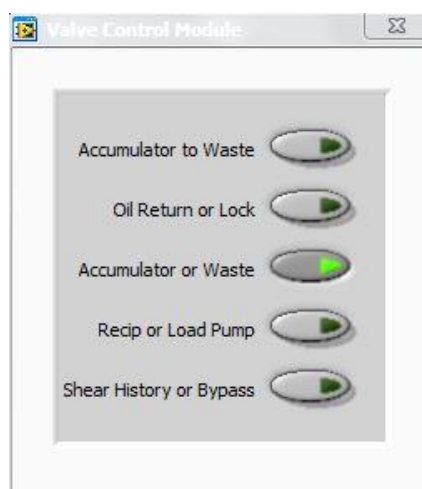 Valve Control Module
Accumulator to Waste
Oil Return or Lock
Accumulator or Waste
Recip or Load Pump
Shear History or Bypass